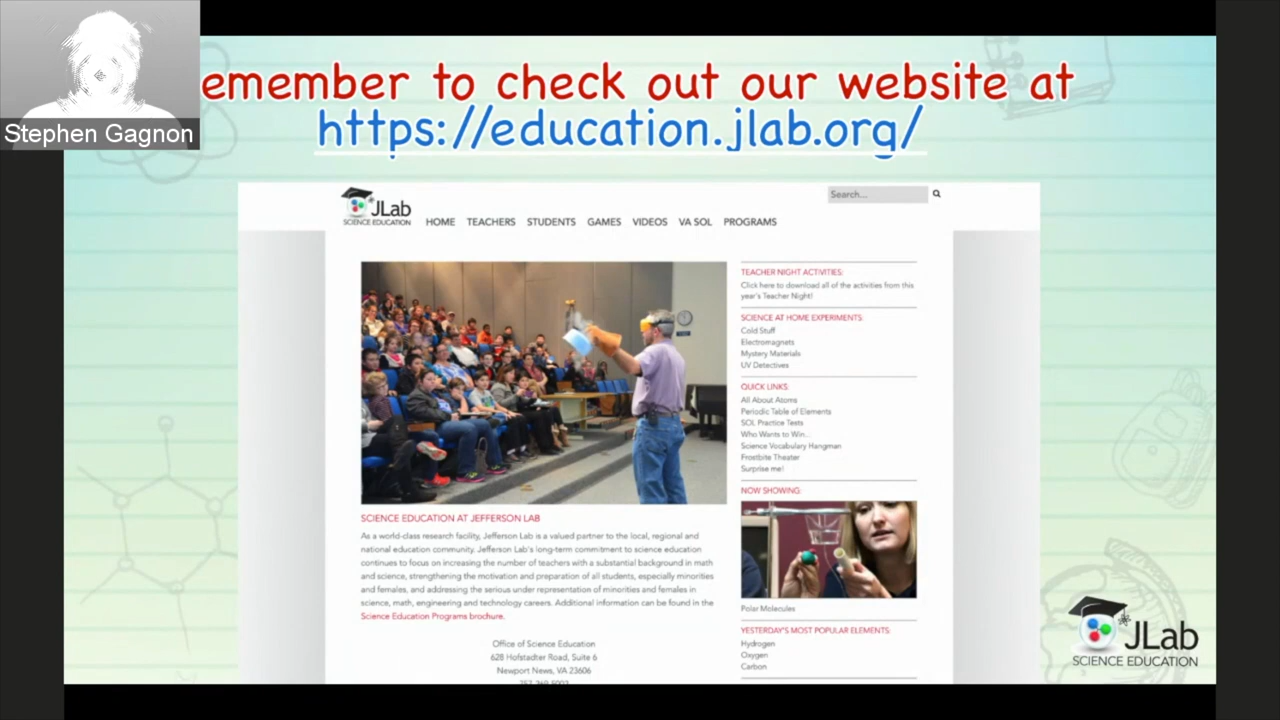 emember to check out our website at
https://education.jlab.org/
Stephen Gagnon
JLab
SCIENCE EDUCATION
Search...
HOME TEACHERS STUDENTS GAMES VIDEOS VA SOL PROGRAMS
SCIENCE EDUCATION AT JEFFERSON LAB
As a world-class research facility, Jefferson Lab is a valued partner to the local, regional and
national education community. Jefferson Lab's long-term commitment to science education
continues to focus on increasing the number of teachers with a substantial background in math
and science, strengthening the motivation and preparation of all students, especially minorities
and females, and addressing the serious under representation of minorities and females in
science, math, engineering and technology careers. Additional information can be found in the
Science Education Programs brochure.
Office of Science Education
628 Hofstadter Road, Suite 6
Newport News, VA 23606
TEACHER NIGHT ACTIVITIES:
Click here to download all of the activities from this
year's Teacher Night!
SCIENCE AT HOME EXPERIMENTS:
Cold Stuff
Electromagnets
Mystery Materials
UV Detectives
QUICK LINKS:
All About Atoms
Periodic Table of Elements
SOL Practice Tests
Who Wants to Win...
Science Vocabulary Hangman
Frostbite Theater
Surprise me!
NOW SHOWING:
Polar Molecules
YESTERDAY'S MOST POPULAR ELEMENTS:
Hydrogen
Oxygen
Carbon
JLab
SCIENCE EDUCATION